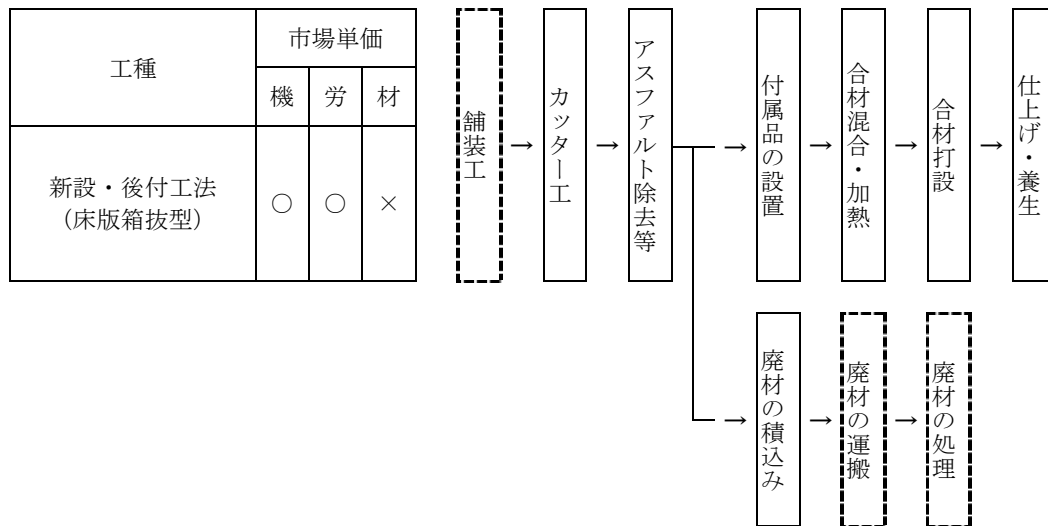 工種
市場単価
機
労
材
新設・後付工法
(床版箱抜型)
○
○
×
舗装工
→
カッター工
→
アスファルト除去等
→
付属品の設置
→
合材混合・加熱
→
合材打設
→
仕上げ・養生
→
廃材の積込み
→
廃材の運搬
→
廃材の処理